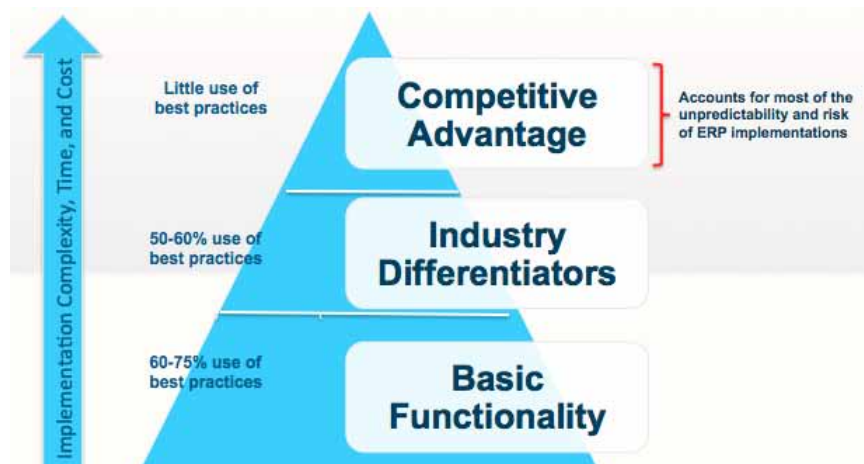 Implementation Complexity, Time, and Cost
Little use of
best practices
Competitive
Advantage
Accounts for most of the
unpredictability and risk
of ERP implementations
50-60% use of
best practices
Industry
Differentiators
60-75% use of
best practices
Basic
Functionality